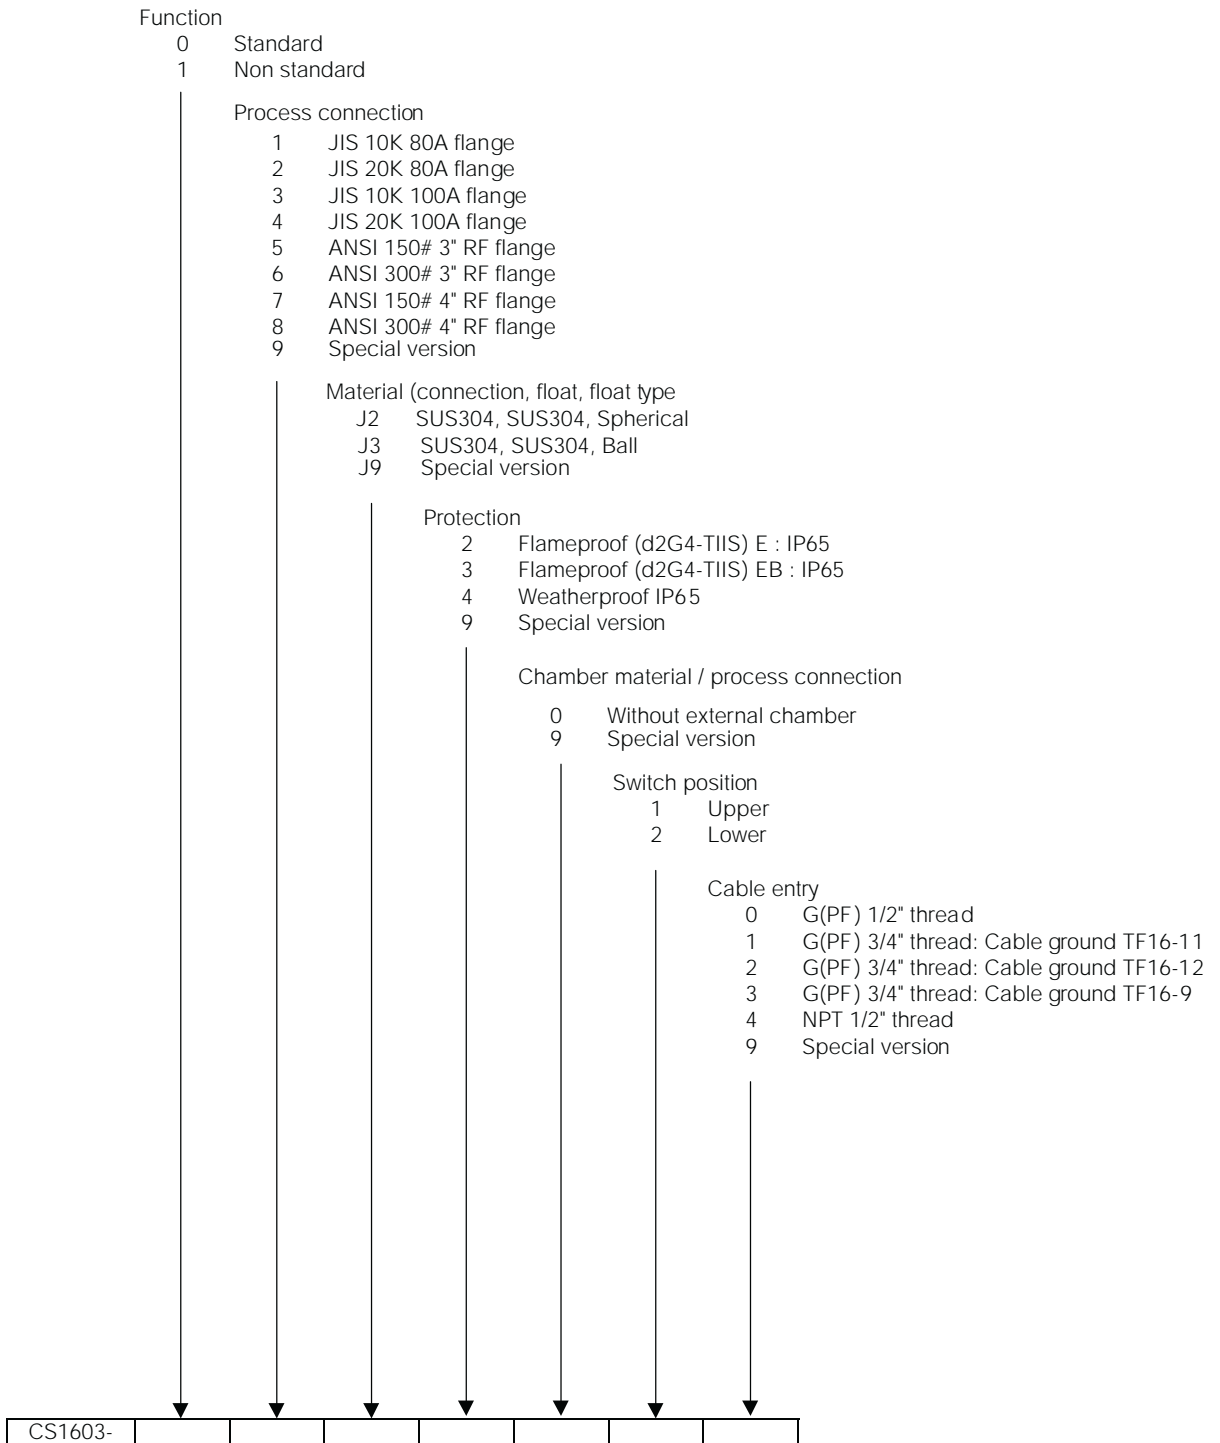 Function
0 Standard
1 Non standard
Process connection
1 JIS 10K 80A flange
2 JIS 20K 80A flange
3 JIS 10K 100A flange
4 JIS 20K 100A flange
5 ANSI 150# 3" RF flange
6 ANSI 300# 3" RF flange
7 ANSI 150# 4" RF flange
8 ANSI 300# 4" RF flange
9 Special version
Material (connection, float, float type
J2 SUS304, SUS304, Spherical
J3 SUS304, SUS304, Ball
J9 Special version
Protection
2 Flameproof (d2G4-TIIS) E : IP65
3 Flameproof (d2G4-TIIS) EB : IP65
4 Weatherproof IP65
9 Special version
Chamber material / process connection
0 Without external chamber
9 Special version
Switch position
1 Upper
2 Lower
Cable entry
0 G(PF) 1/2" thread
1 G(PF) 3/4" thread: Cable ground TF16-11
2 G(PF) 3/4" thread: Cable ground TF16-12
3 G(PF) 3/4" thread: Cable ground TF16-9
4 NPT 1/2" thread
9 Special version
CS1603-